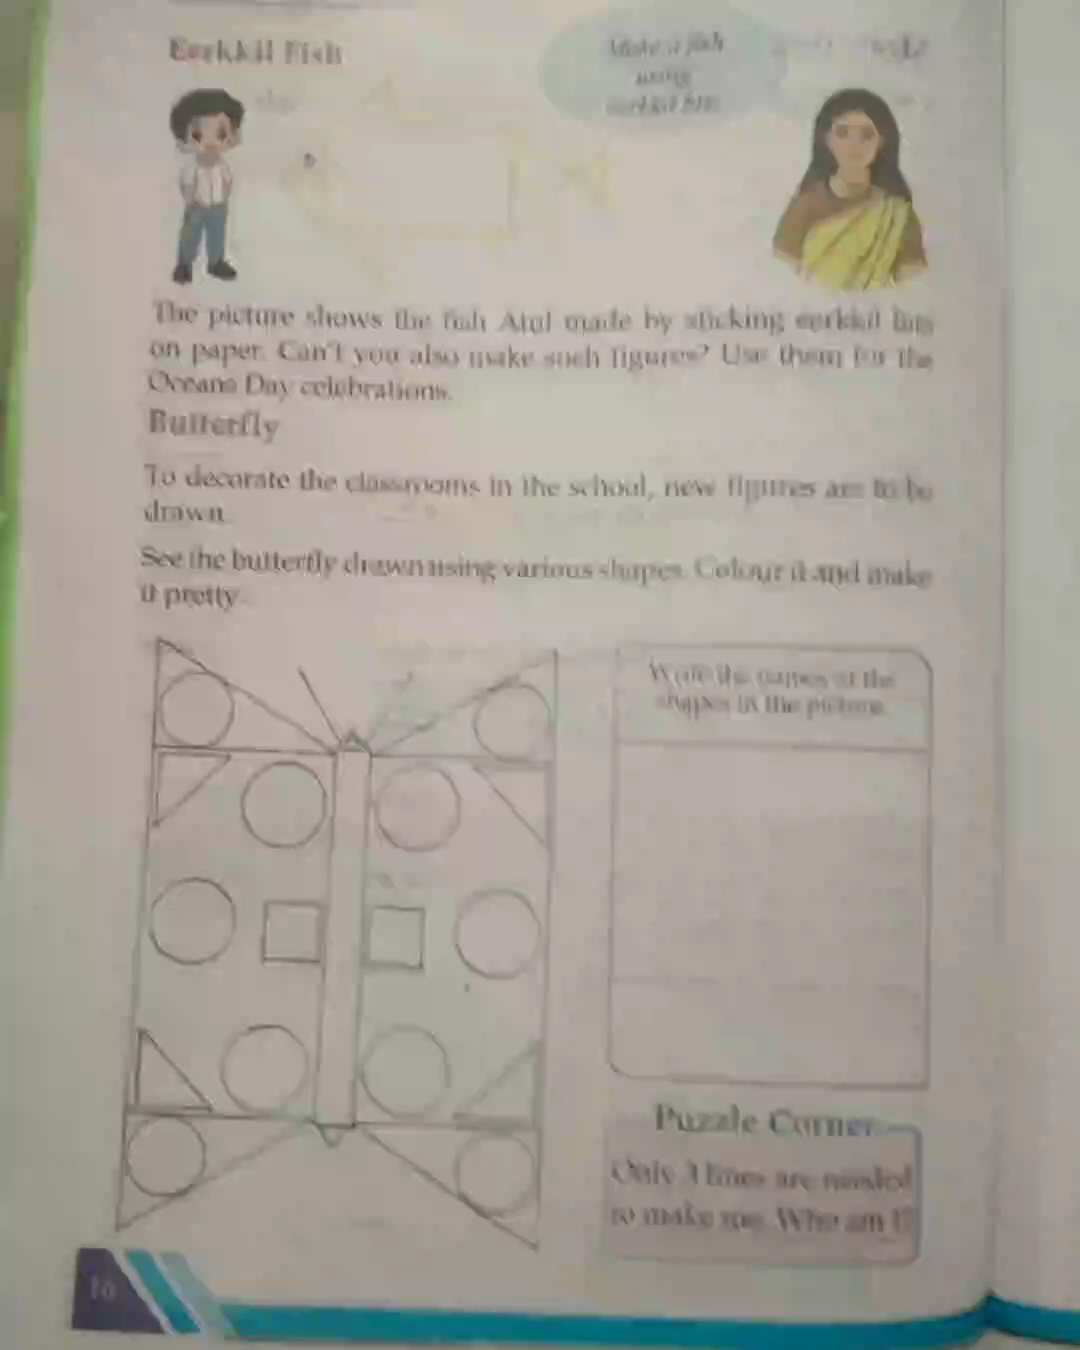 Eerkkil Fish
Make a fish
using
eerkkil bits
The picture shows the fish Atul made by sticking eerkkil bits
on paper. Can't you also make such figures? Use them for the
Oceans Day celebrations.
Butterfly
To decorate the classrooms in the school, new figures are to be
drawn.
See the butterfly drawn using various shapes. Colour it and make
it pretty.
Write the names of the
shapes in the picture.
Puzzle Corner
Only 3 lines are needed
to make me. Who am I?
16